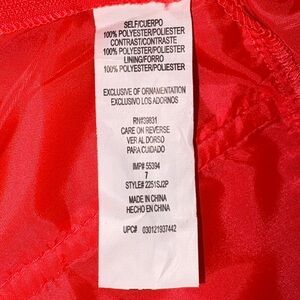 SELF/CUERPO
100% POLYESTER/POLIESTER
CONTRAST/CONTRASTE
100% POLYESTER/POLIESTER
LINING/FORRO
100% POLYESTER/POLIESTER
EXCLUSIVE OF ORNAMENTATION
EXCLUSIVO LOS ADORNOS
RN#39831
CARE ON REVERSE
VER AL DORSO
PARA CUIDADO
IMP# 55394
7
STYLE# 2251SJ2P
MADE IN CHINA
HECHO EN CHINA
UPC# 030121937442